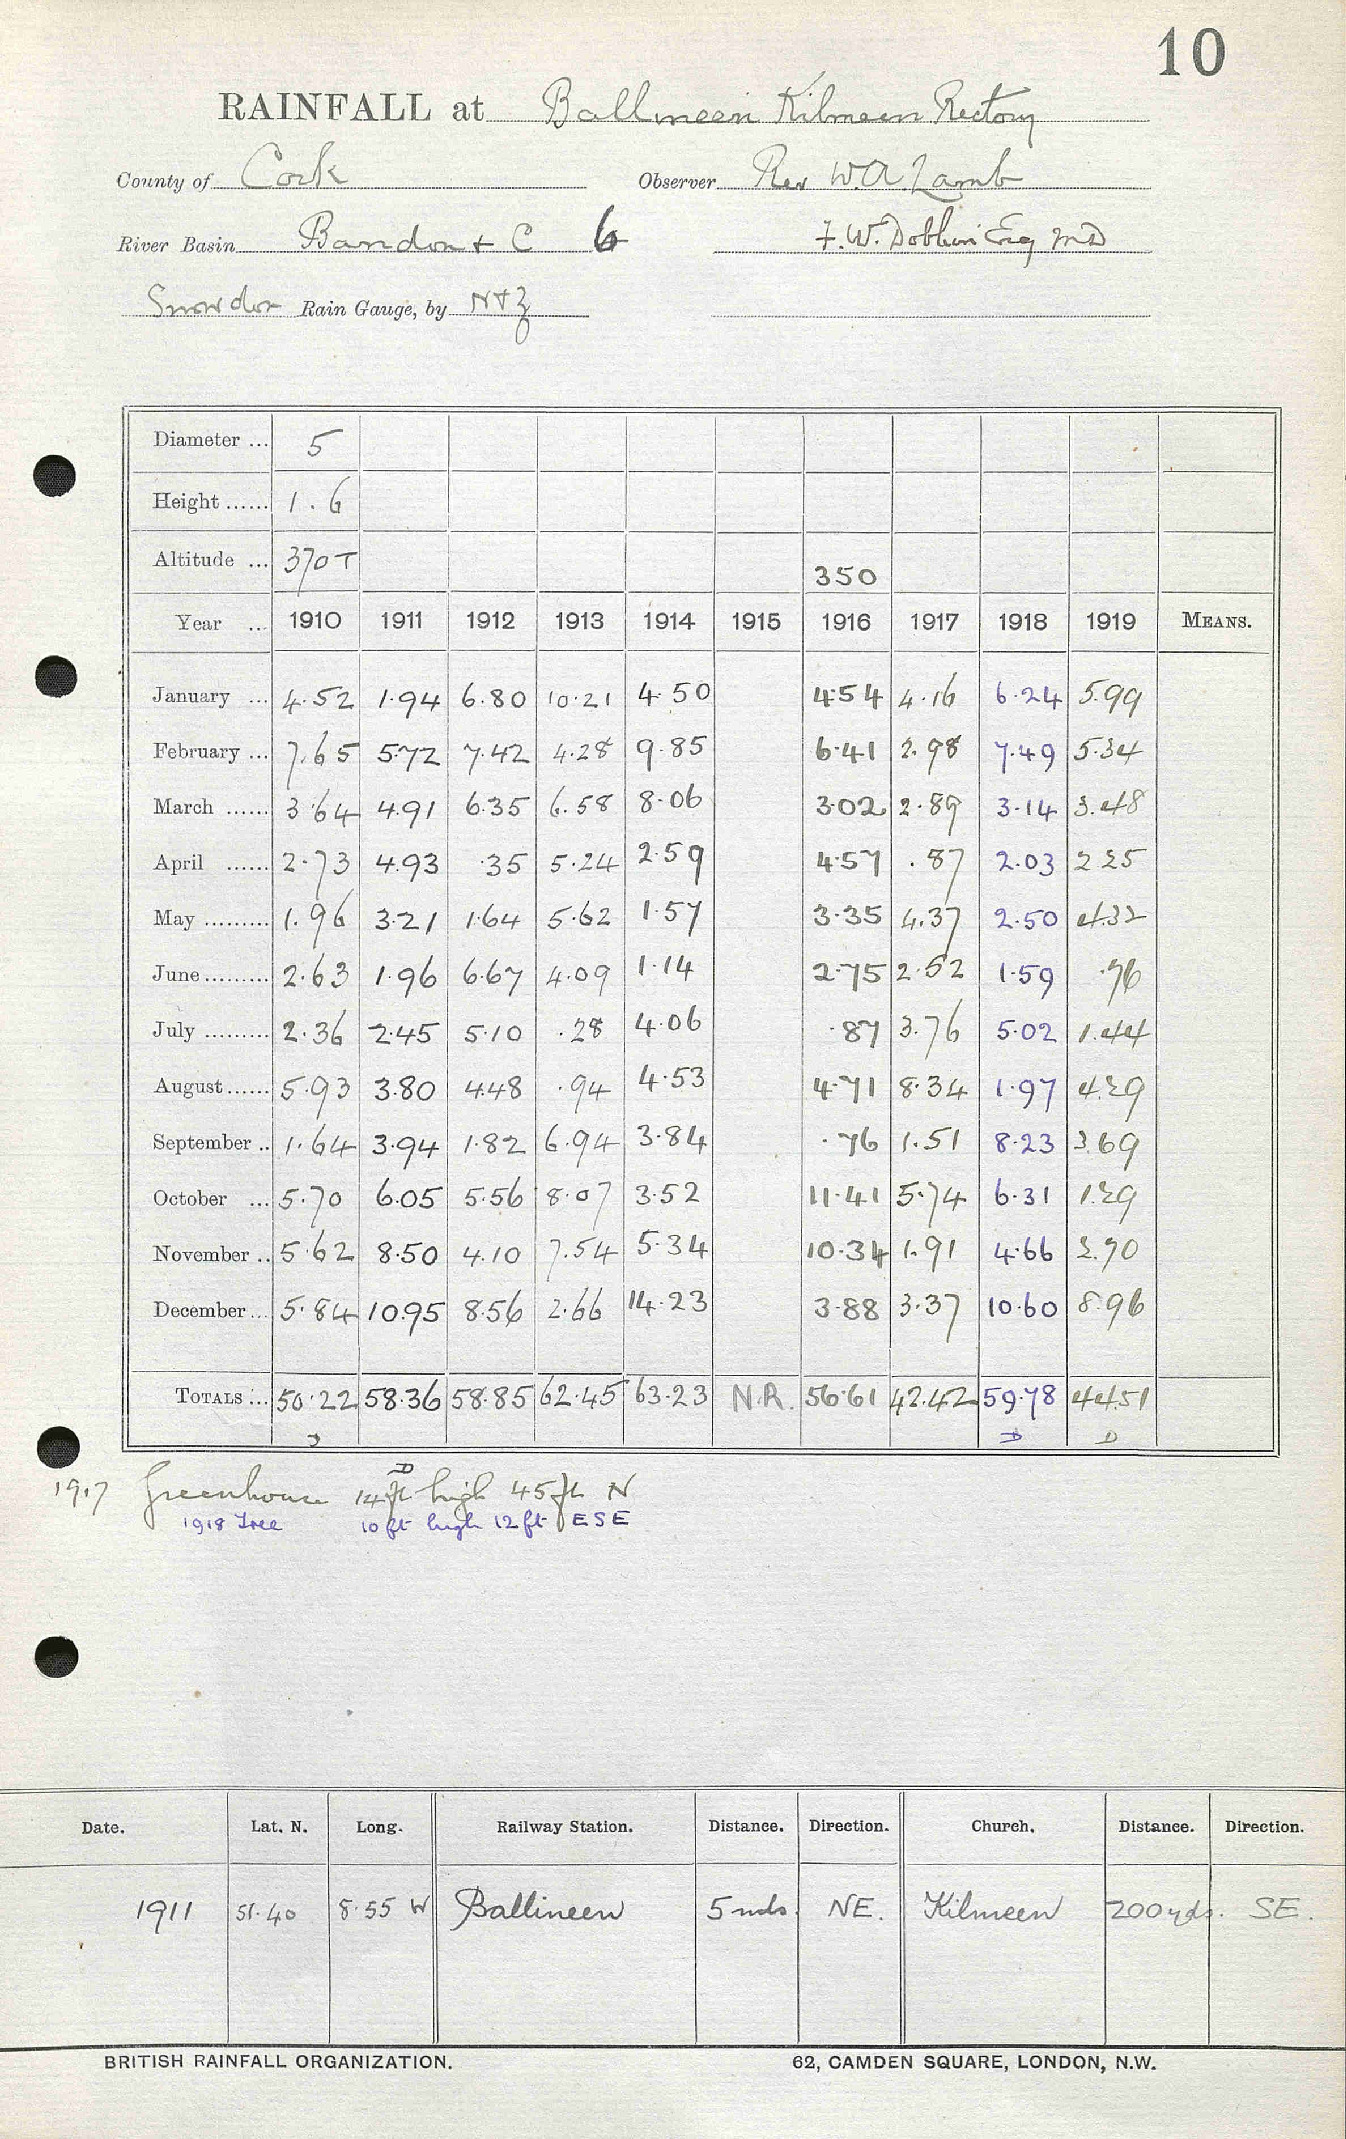 10
RAINFALL at Ballineen Kilmeen Rectory
County of Cork Observer Rev W.A. Lamb
River Basin Bandon + C 6 F.W. Dobbin Esq MD
Snowdon Rain Gauge, by N+Z
Diameter ... 5
Height ...... 1.6
Altitude ... 370T 350
Year ... 1910 1911 1912 1913 1914 1915 1916 1917 1918 1919 MEANS.
January ... 4.52 1.94 6.80 10.21 4.50 4.54 4.16 6.24 5.99
February ... 7.65 5.72 7.42 4.28 9.85 6.41 2.98 7.49 5.34
March ...... 3.64 4.91 6.35 6.58 8.06 3.02 2.89 3.14 3.48
April ...... 2.73 4.93 .35 5.24 2.59 4.57 .87 2.03 2.25
May ......... 1.96 3.21 1.64 5.62 1.57 3.35 4.37 2.50 4.32
June ......... 2.63 1.96 6.67 4.09 1.14 2.75 2.52 1.59 .76
July ......... 2.36 2.45 5.10 .28 4.06 .87 3.76 5.02 1.44
August ...... 5.93 3.80 4.48 .94 4.53 4.71 8.34 1.97 4.29
September .. 1.64 3.94 1.82 6.94 3.84 .76 1.51 8.23 3.69
October ... 5.70 6.05 5.56 8.07 3.52 11.41 5.74 6.31 1.29
November .. 5.62 8.50 4.10 7.54 5.34 10.34 1.91 4.66 2.70
December ... 5.84 10.95 8.56 2.66 14.23 3.88 3.37 10.60 8.96
TOTALS ... 50.22 58.36 58.85 62.45 63.23 N.R. 56.61 42.42 59.78 44.51
D D D
1917 Greenhouse 14ft high 45ft N
1918 Tree 10ft high 12ft ESE
Date. Lat. N. Long. Railway Station. Distance. Direction. Church. Distance. Direction.
1911 51.40 8.55 W Ballineen 5 mls. NE. Kilmeen 200 yds. SE.
BRITISH RAINFALL ORGANIZATION. 62, CAMDEN SQUARE, LONDON, N.W.